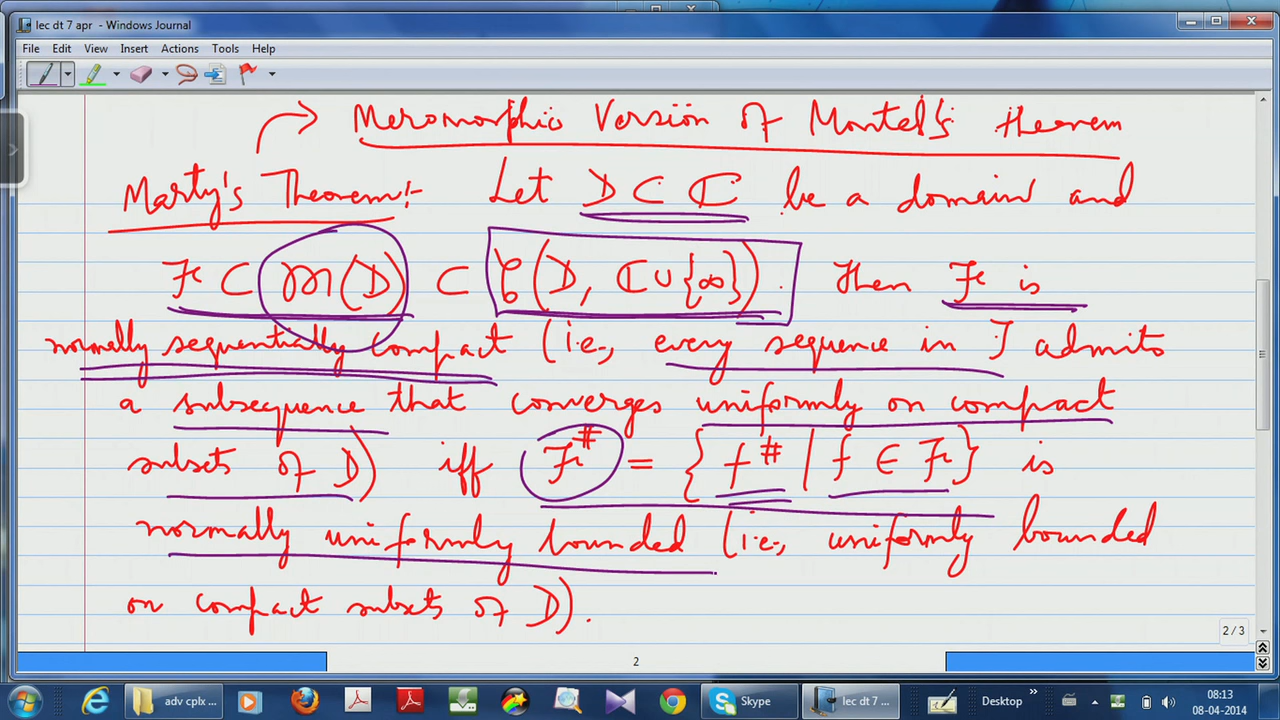 lec dt 7 apr - Windows Journal
File Edit View Insert Actions Tools Help
→ Meromorphic Version of Montel's theorem
Marty's Theorem:- Let D ⊂ ℂ be a domain and
ℱ ⊂ 𝔐(D) ⊂ 𝒞(D, ℂ∪{∞}). Then ℱ is
normally sequentially compact (i.e., every sequence in ℱ admits
a subsequence that converges uniformly on compact
subsets of D) iff ℱ^# = {f^# | f ∈ ℱ} is
normally uniformly bounded (i.e., uniformly bounded
on compact subsets of D).
2/3
2
adv cplx ... Skype lec dt 7 ... Desktop » 08:13
08-04-2014